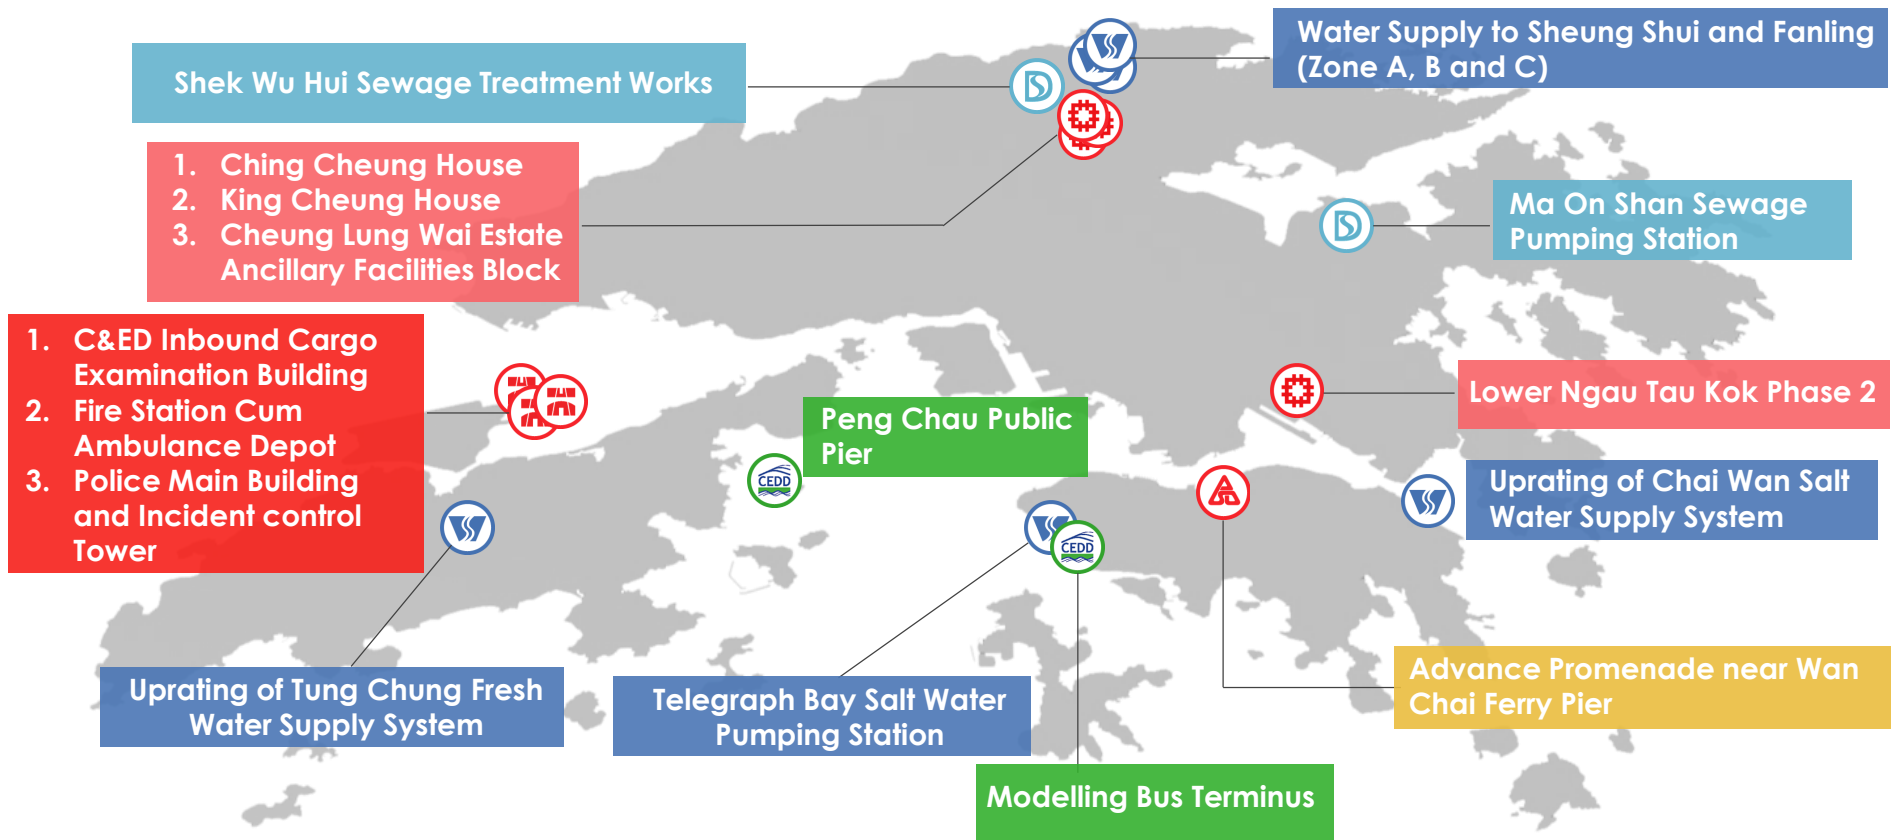 Water Supply to Sheung Shui and Fanling
(Zone A, B and C)
Shek Wu Hui Sewage Treatment Works
1. Ching Cheung House
2. King Cheung House
3. Cheung Lung Wai Estate
Ancillary Facilities Block
Ma On Shan Sewage
Pumping Station
1. C&ED Inbound Cargo
Examination Building
2. Fire Station Cum
Ambulance Depot
3. Police Main Building
and Incident control
Tower
Lower Ngau Tau Kok Phase 2
Peng Chau Public
Pier
CEDD
Uprating of Chai Wan Salt
Water Supply System
CEDD
Uprating of Tung Chung Fresh
Water Supply System
Telegraph Bay Salt Water
Pumping Station
Advance Promenade near Wan
Chai Ferry Pier
Modelling Bus Terminus